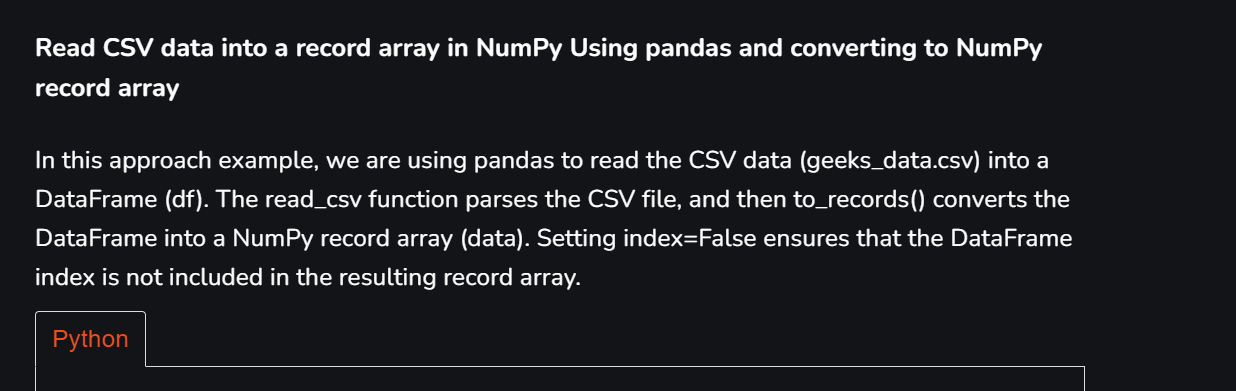 Read CSV data into a record array in NumPy Using pandas and converting to NumPy
record array
In this approach example, we are using pandas to read the CSV data (geeks_data.csv) into a
DataFrame (df). The read_csv function parses the CSV file, and then to_records() converts the
DataFrame into a NumPy record array (data). Setting index=False ensures that the DataFrame
index is not included in the resulting record array.
Python